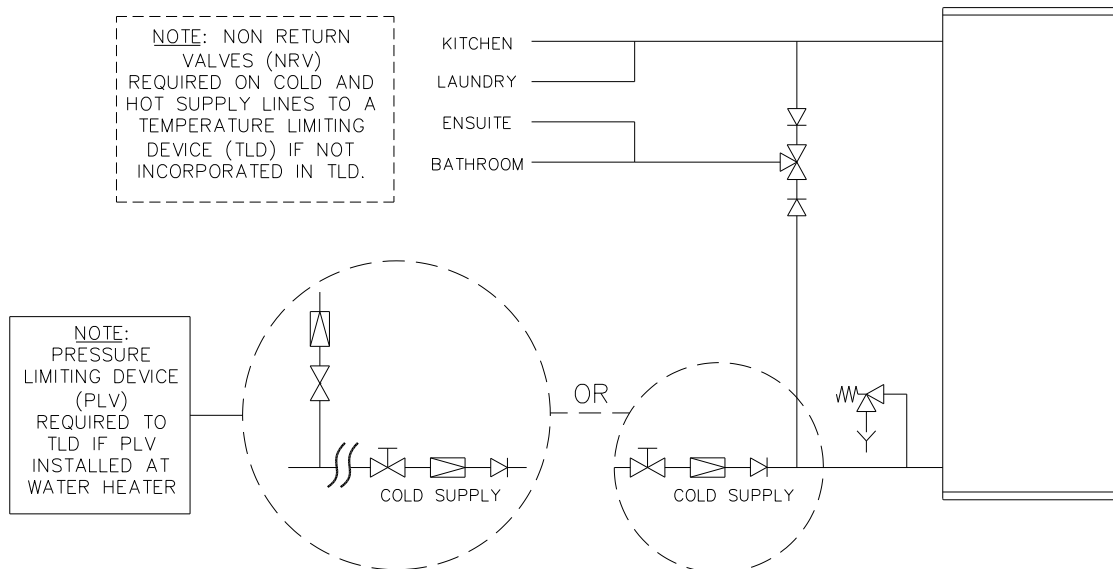 NOTE: NON RETURN
VALVES (NRV)
REQUIRED ON COLD AND
HOT SUPPLY LINES TO A
TEMPERATURE LIMITING
DEVICE (TLD) IF NOT
INCORPORATED IN TLD.
KITCHEN
LAUNDRY
ENSUITE
BATHROOM
NOTE:
PRESSURE
LIMITING DEVICE
(PLV)
REQUIRED TO
TLD IF PLV
INSTALLED AT
WATER HEATER
OR
COLD SUPPLY
COLD SUPPLY